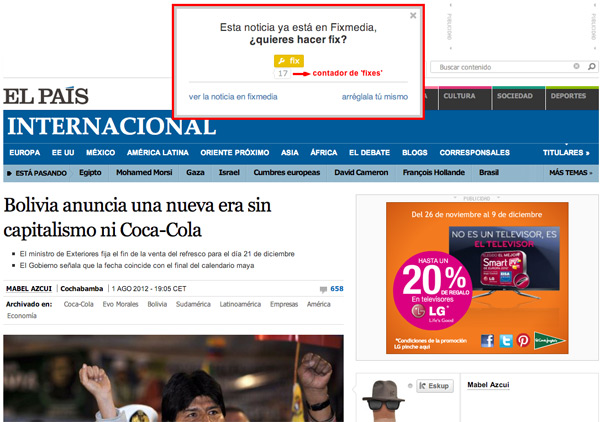 Esta noticia ya está en Fixmedia,
¿quieres hacer fix?
fix
17
contador de 'fixes'
ver la noticia en fixmedia
arréglala tú mismo
PUBLICIDAD
PUBLICIDAD
Buscar contenido
EL PAÍS
CULTURA
SOCIEDAD
DEPORTES
INTERNACIONAL
EUROPA EE UU MÉXICO AMÉRICA LATINA ORIENTE PRÓXIMO ASIA ÁFRICA EL DEBATE BLOGS CORRESPONSALES TITULARES »
ESTÁ PASANDO Egipto Mohamed Morsi Gaza Israel Cumbres europeas David Cameron François Hollande Brasil MÁS TEMAS »
Bolivia anuncia una nueva era sin
capitalismo ni Coca-Cola
El ministro de Exteriores fija el fin de la venta del refresco para el día 21 de diciembre
El Gobierno señala que la fecha coincide con el final del calendario maya
MABEL AZCUI Cochabamba 1 AGO 2012 - 19:05 CET 658
Archivado en: Coca-Cola Evo Morales Bolivia Sudamérica Latinoamérica Empresas América
Economía
PUBLICIDAD
Del 26 de noviembre al 9 de diciembre
NO ES UN TELEVISOR, ES
EL TELEVISOR
HASTA UN
20%
DE REGALO
En televisores
LG
Life's Good
Smart
*Condiciones de la promoción
LG pinche aquí
El Corte Inglés
Eskup
Mabel Azcui